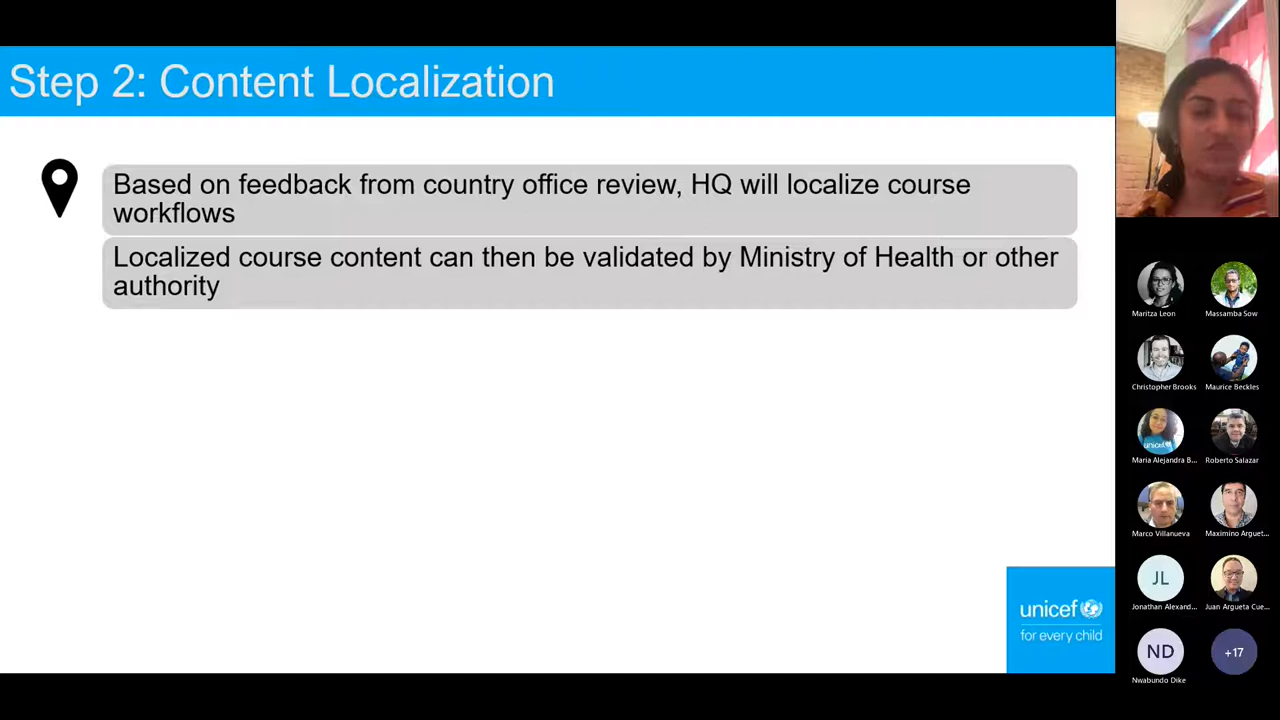 Step 2: Content Localization
Based on feedback from country office review, HQ will localize course
workflows
Localized course content can then be validated by Ministry of Health or other
authority
unicef
for every child
Maritza Leon
Massamba Sow
Christopher Brooks
Maurice Beckles
unicef
Maria Alejandra B...
Roberto Salazar
Marco Villanueva
Maximino Arguet...
JL
Jonathan Alexand...
Juan Argueta Cue...
ND
Nwabundo Dike
+17